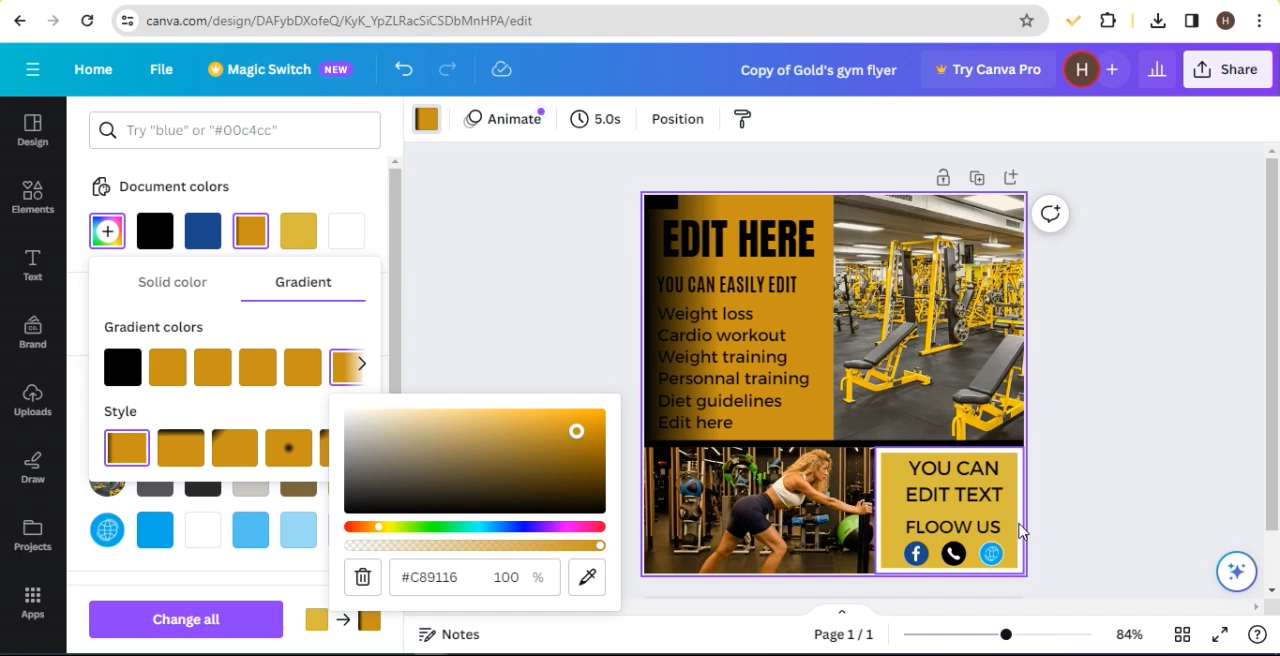 canva.com/design/DAFybDXofeQ/KyK_YpZLRacSiCSDbMnHPA/edit
H
Home
File
Magic Switch
NEW
Copy of Gold's gym flyer
Try Canva Pro
H
+
Share
Design
Elements
Text
Brand
CO.
Uploads
Draw
Projects
Apps
Try "blue" or "#00c4cc"
Document colors
Solid color
Gradient
Gradient colors
Style
#C89116
100
%
Change all
Animate
5.0s
Position
EDIT HERE
YOU CAN EASILY EDIT
Weight loss
Cardio workout
Weight training
Personnal training
Diet guidelines
Edit here
YOU CAN
EDIT TEXT
FLOOW US
f
Notes
Page 1 / 1
84%
?